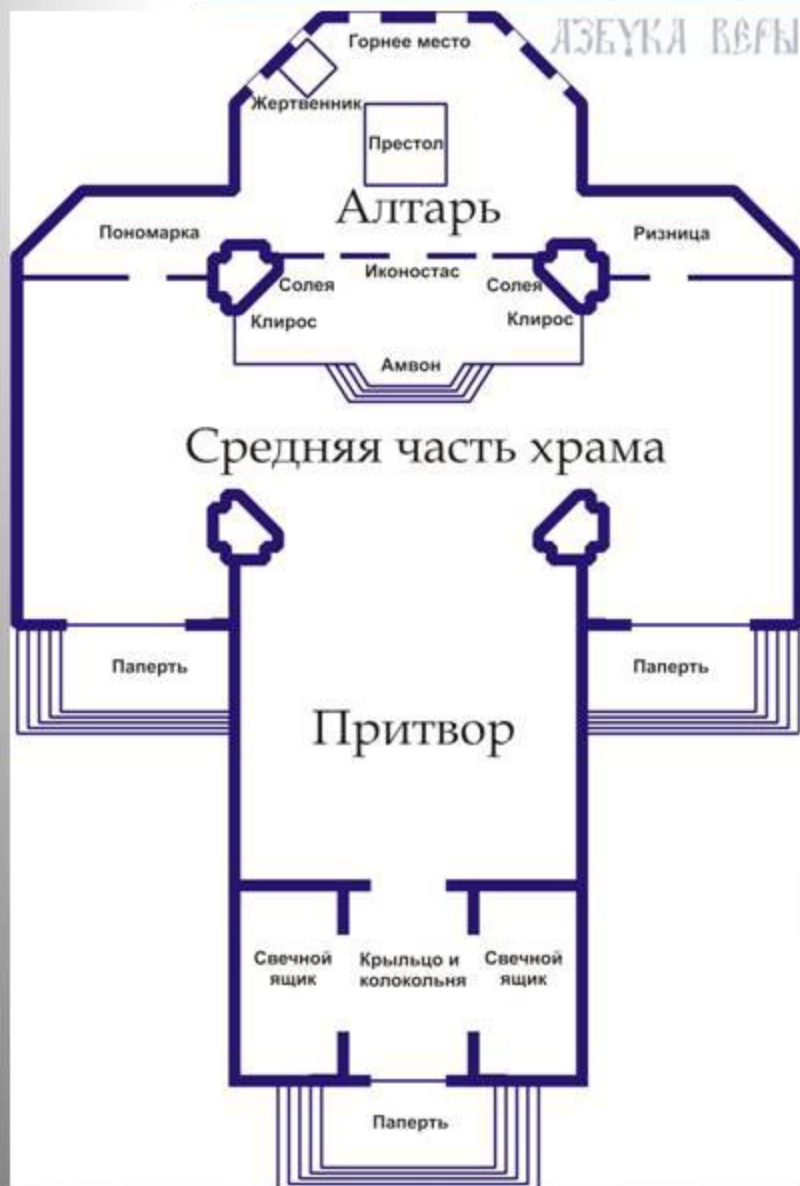 АЗБУКА ВЕРЫ
Горнее место
Жертвенник
Престол
Алтарь
Пономарка
Ризница
Иконостас
Солея
Солея
Клирос
Клирос
Амвон
Средняя часть храма
Паперть
Паперть
Притвор
Свечной
ящик
Крыльцо и
колокольня
Свечной
ящик
Паперть